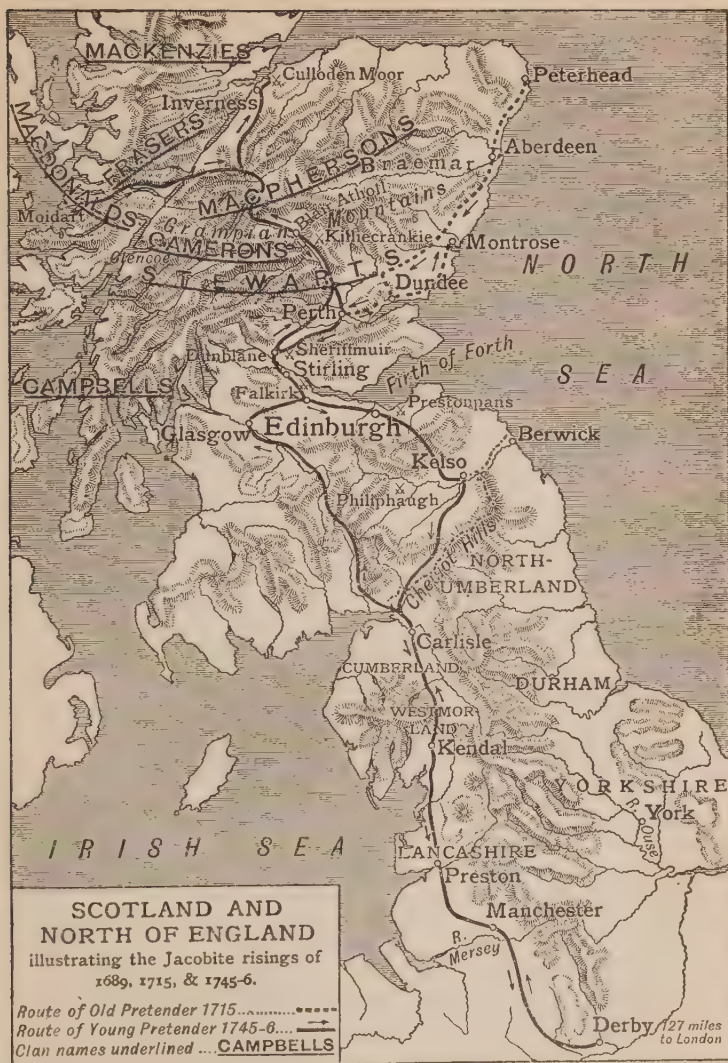 MACKENZIES
Culloden Moor
Peterhead
Inverness
FRASERS
MACDONALDS
MACPHERSONS
Braemar
Aberdeen
Moidart
Blair Atholl
Grampian
Mountains
CAMERONS
Killiecrankie
Montrose
Glencoe
STEWARTS
Dundee
NORTH
Perth
Dunblane
Sheriffmuir
Stirling
Firth of Forth
SEA
CAMPBELLS
Falkirk
Prestonpans
Glasgow
Edinburgh
Berwick
Kelso
Philiphaugh
Cheviot Hills
NORTH-
UMBERLAND
Carlisle
CUMBERLAND
DURHAM
WESTMOR
LAND
Kendal
YORKSHIRE
York
R. Ouse
IRISH SEA
LANCASHIRE
Preston
Manchester
R.
Mersey
Derby
127 miles
to London
SCOTLAND AND
NORTH OF ENGLAND
illustrating the Jacobite risings of
1689, 1715, & 1745-6.
Route of Old Pretender 1715
Route of Young Pretender 1745-6
Clan names underlined .... CAMPBELLS